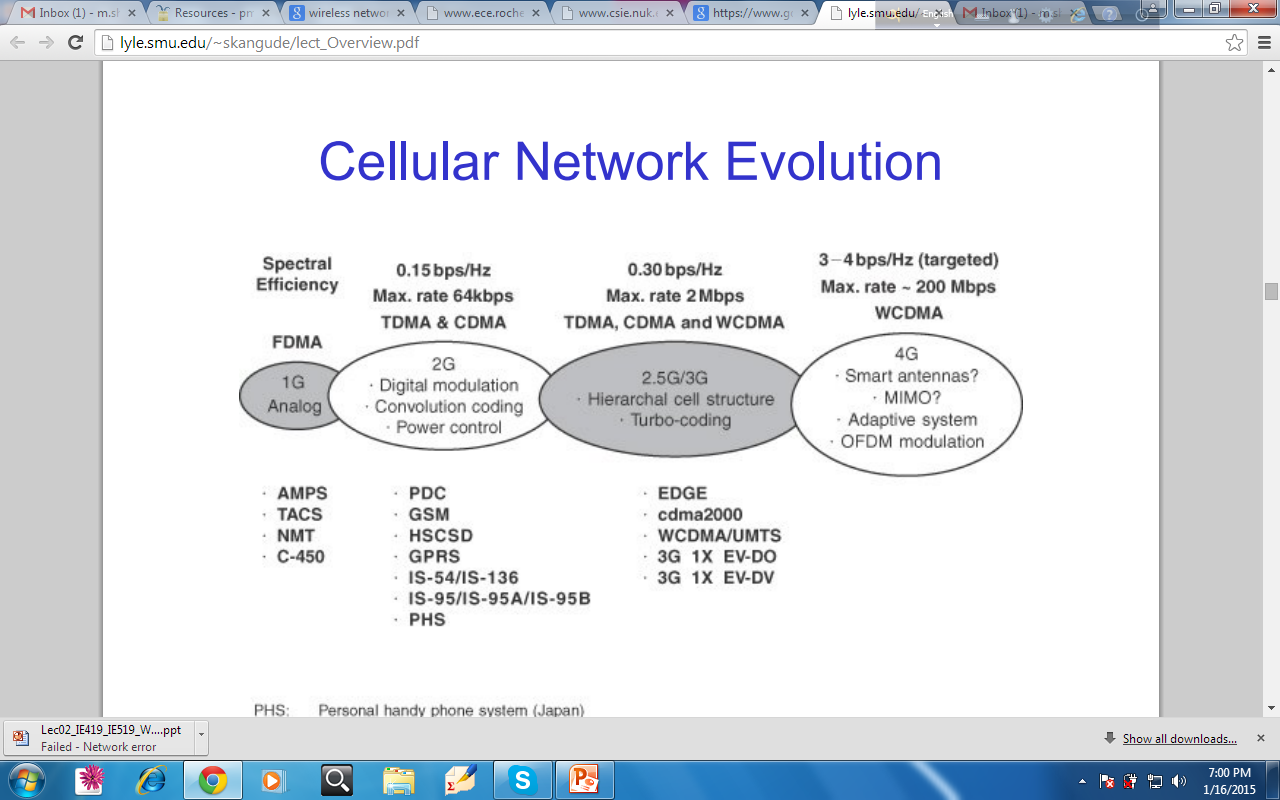 Inbox (1) - m.sh
Resources - pm
wireless networ
www.ece.roche
www.csie.nuk.
https://www.go
lyle.smu.edu/~
English
Inbox (1) - m.sh
lyle.smu.edu/~skangude/lect_Overview.pdf
Cellular Network Evolution
Spectral
Efficiency
FDMA
1G
Analog
· AMPS
· TACS
· NMT
· C-450
0.15 bps/Hz
Max. rate 64kbps
TDMA & CDMA
2G
· Digital modulation
· Convolution coding
· Power control
· PDC
· GSM
· HSCSD
· GPRS
· IS-54/IS-136
· IS-95/IS-95A/IS-95B
· PHS
0.30 bps/Hz
Max. rate 2 Mbps
TDMA, CDMA and WCDMA
2.5G/3G
· Hierarchal cell structure
· Turbo-coding
· EDGE
· cdma2000
· WCDMA/UMTS
· 3G 1X EV-DO
· 3G 1X EV-DV
3–4 bps/Hz (targeted)
Max. rate ~ 200 Mbps
WCDMA
4G
· Smart antennas?
· MIMO?
· Adaptive system
· OFDM modulation
PHS: Personal handy phone system (Japan)
Lec02_IE419_IE519_W....ppt
Failed - Network error
Show all downloads...
7:00 PM
1/16/2015